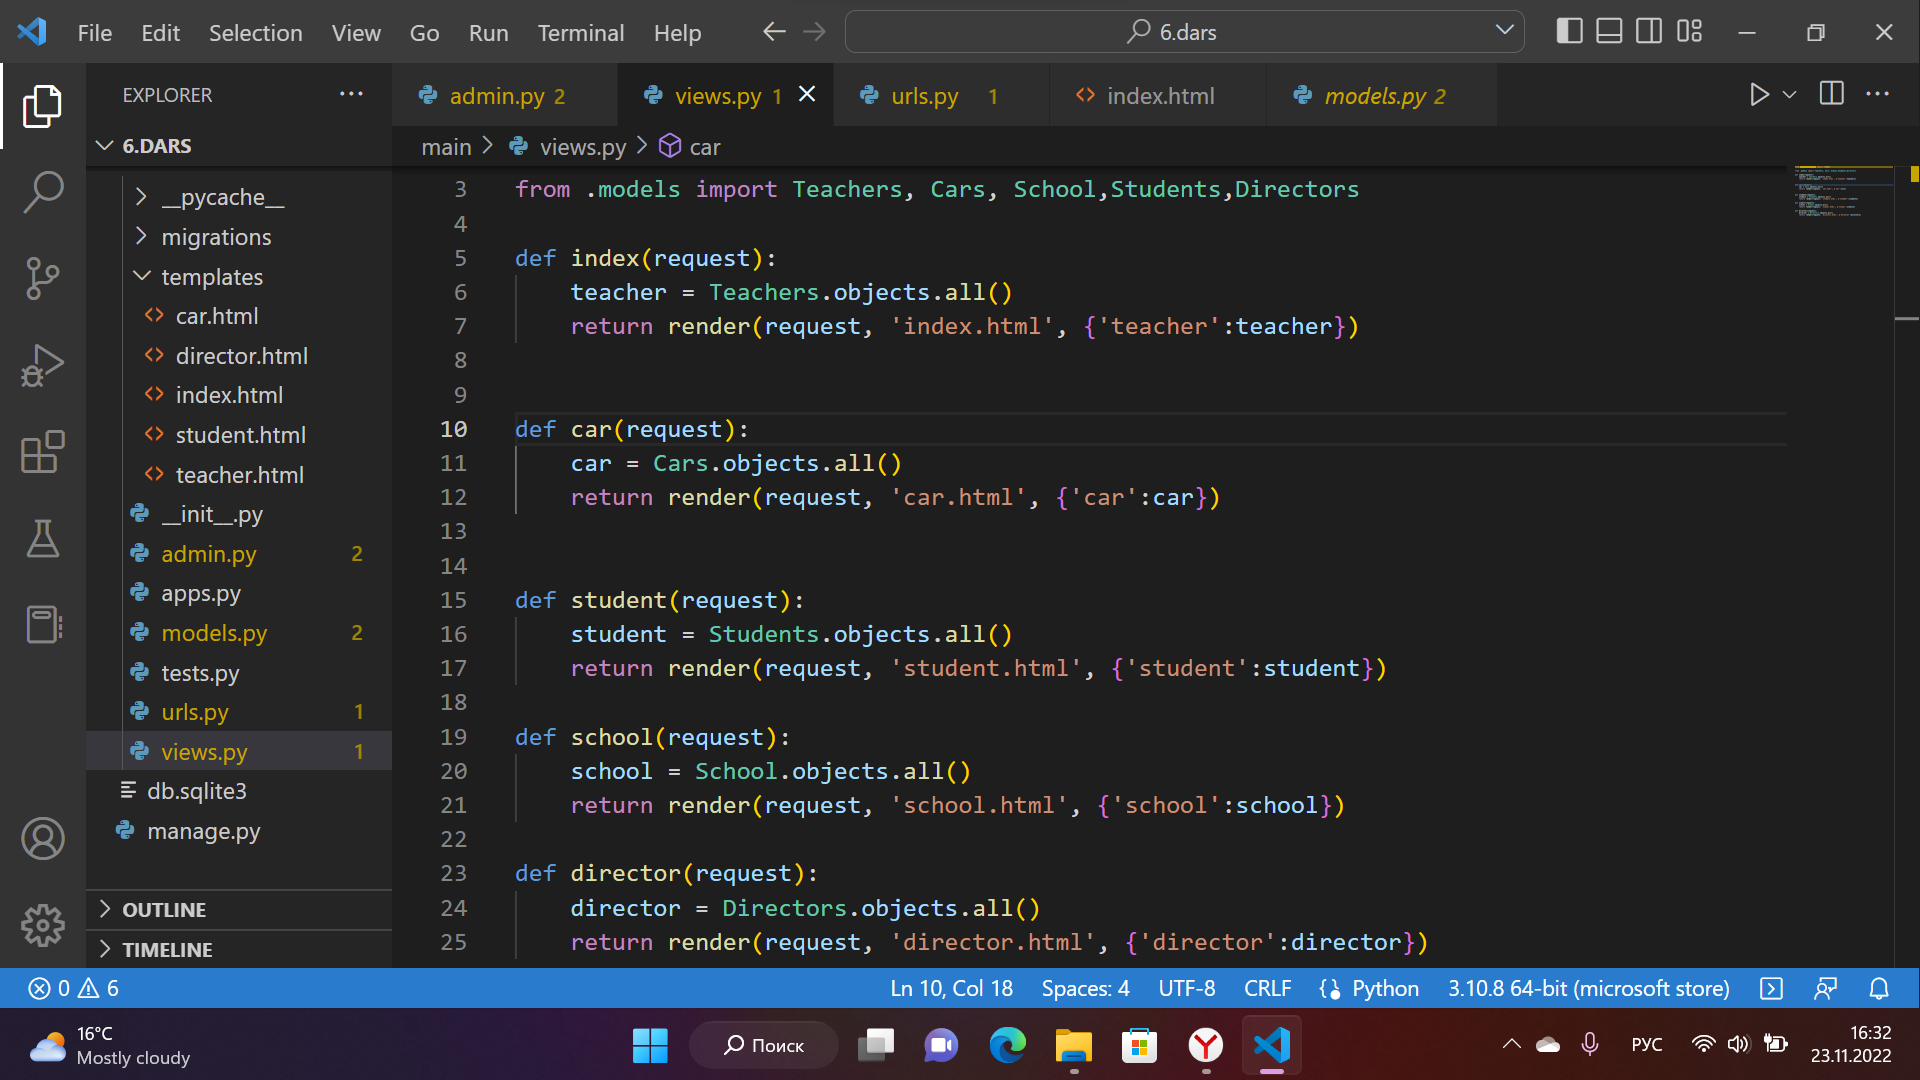 File Edit Selection View Go Run Terminal Help
6.dars
EXPLORER
admin.py 2
views.py 1
urls.py 1
index.html
models.py 2
6.DARS
main > views.py > car
__pycache__
migrations
templates
car.html
director.html
index.html
student.html
teacher.html
__init__.py
admin.py 2
apps.py
models.py 2
tests.py
urls.py 1
views.py 1
db.sqlite3
manage.py
OUTLINE
TIMELINE
3 from .models import Teachers, Cars, School,Students,Directors
4
5 def index(request):
6     teacher = Teachers.objects.all()
7     return render(request, 'index.html', {'teacher':teacher})
8
9
10 def car(request):
11     car = Cars.objects.all()
12     return render(request, 'car.html', {'car':car})
13
14
15 def student(request):
16     student = Students.objects.all()
17     return render(request, 'student.html', {'student':student})
18
19 def school(request):
20     school = School.objects.all()
21     return render(request, 'school.html', {'school':school})
22
23 def director(request):
24     director = Directors.objects.all()
25     return render(request, 'director.html', {'director':director})
0 6
Ln 10, Col 18 Spaces: 4 UTF-8 CRLF Python 3.10.8 64-bit (microsoft store)
16°C
Mostly cloudy
Поиск
РУС
16:32
23.11.2022